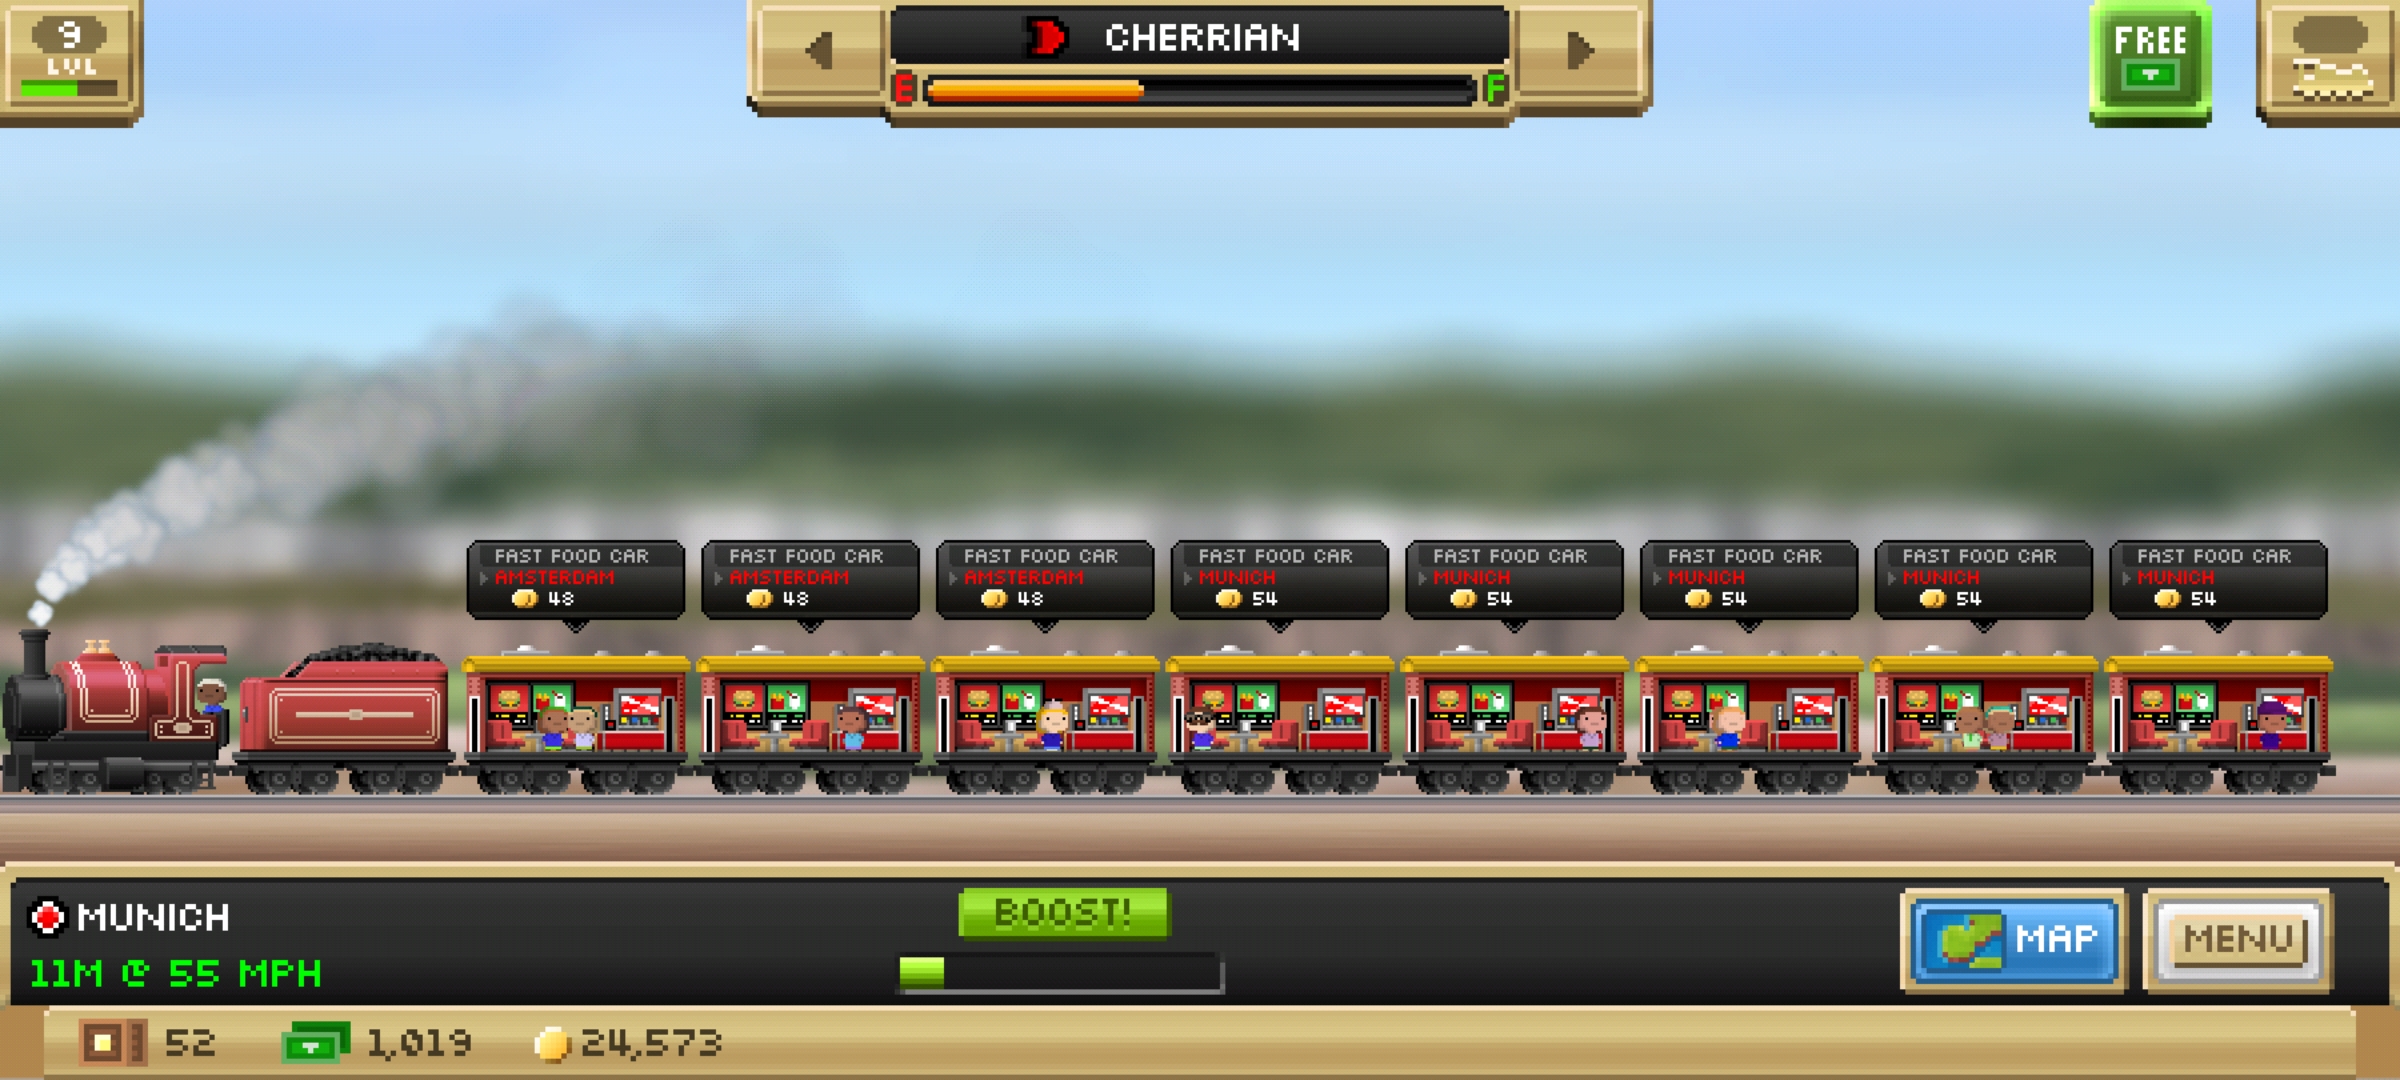 9
LVL
CHERRIAN
E
F
FREE
FAST FOOD CAR
AMSTERDAM
48
FAST FOOD CAR
AMSTERDAM
48
FAST FOOD CAR
AMSTERDAM
48
FAST FOOD CAR
MUNICH
54
FAST FOOD CAR
MUNICH
54
FAST FOOD CAR
MUNICH
54
FAST FOOD CAR
MUNICH
54
FAST FOOD CAR
MUNICH
54
MUNICH
11M @ 55 MPH
BOOST!
MAP
MENU
52
1,019
24,573